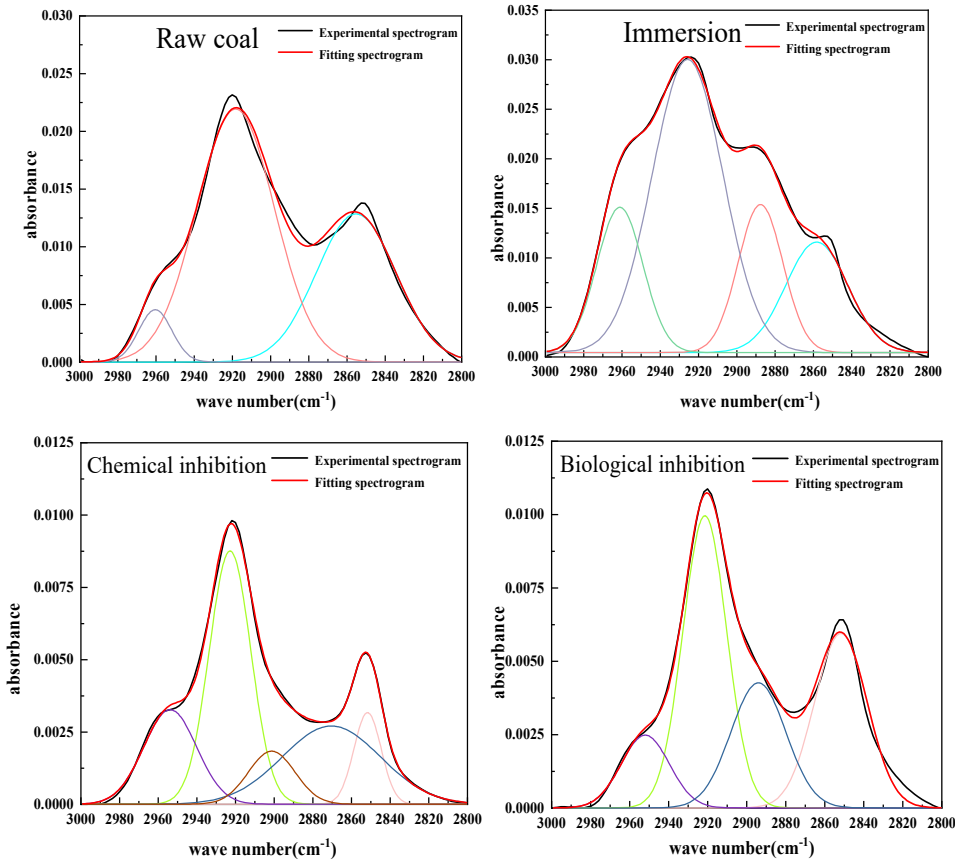 Raw coal
Experimental spectrogram
Fitting spectrogram
absorbance
0.030
0.025
0.020
0.015
0.010
0.005
0.000
3000 2980 2960 2940 2920 2900 2880 2860 2840 2820 2800
wave number(cm-1)
Immersion
Experimental spectrogram
Fitting spectrogram
absorbance
0.035
0.030
0.025
0.020
0.015
0.010
0.005
0.000
3000 2980 2960 2940 2920 2900 2880 2860 2840 2820 2800
wave number(cm-1)
Chemical inhibition
Experimental spectrogram
Fitting spectrogram
absorbance
0.0125
0.0100
0.0075
0.0050
0.0025
0.0000
3000 2980 2960 2940 2920 2900 2880 2860 2840 2820 2800
wave number(cm-1)
Biological inhibition
Experimental spectrogram
Fitting spectrogram
absorbance
0.0125
0.0100
0.0075
0.0050
0.0025
0.0000
3000 2980 2960 2940 2920 2900 2880 2860 2840 2820 2800
wave number(cm-1)